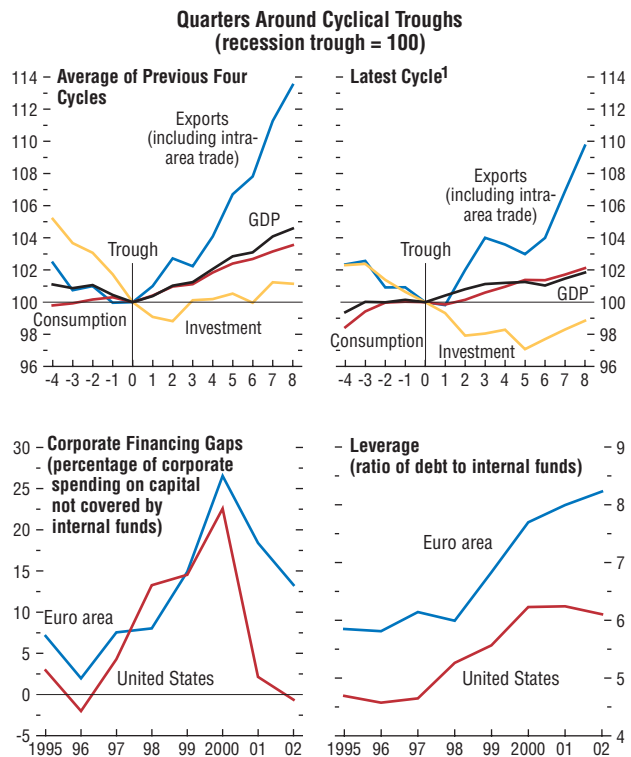 Quarters Around Cyclical Troughs
(recession trough = 100)
Average of Previous Four
Cycles
114
112
110
108
106
104
102
100
98
96
Exports
(including intra-
area trade)
GDP
Trough
Consumption
Investment
-4 -3 -2 -1 0 1 2 3 4 5 6 7 8
Latest Cycle1
Exports
(including intra-
area trade)
Trough
GDP
Consumption
Investment
114
112
110
108
106
104
102
100
98
96
-4 -3 -2 -1 0 1 2 3 4 5 6 7 8
Corporate Financing Gaps
(percentage of corporate
spending on capital
not covered by
internal funds)
30
25
20
15
10
5
0
-5
Euro area
United States
1995 96 97 98 99 2000 01 02
Leverage
(ratio of debt to internal funds)
Euro area
United States
9
8
7
6
5
4
1995 96 97 98 99 2000 01 02